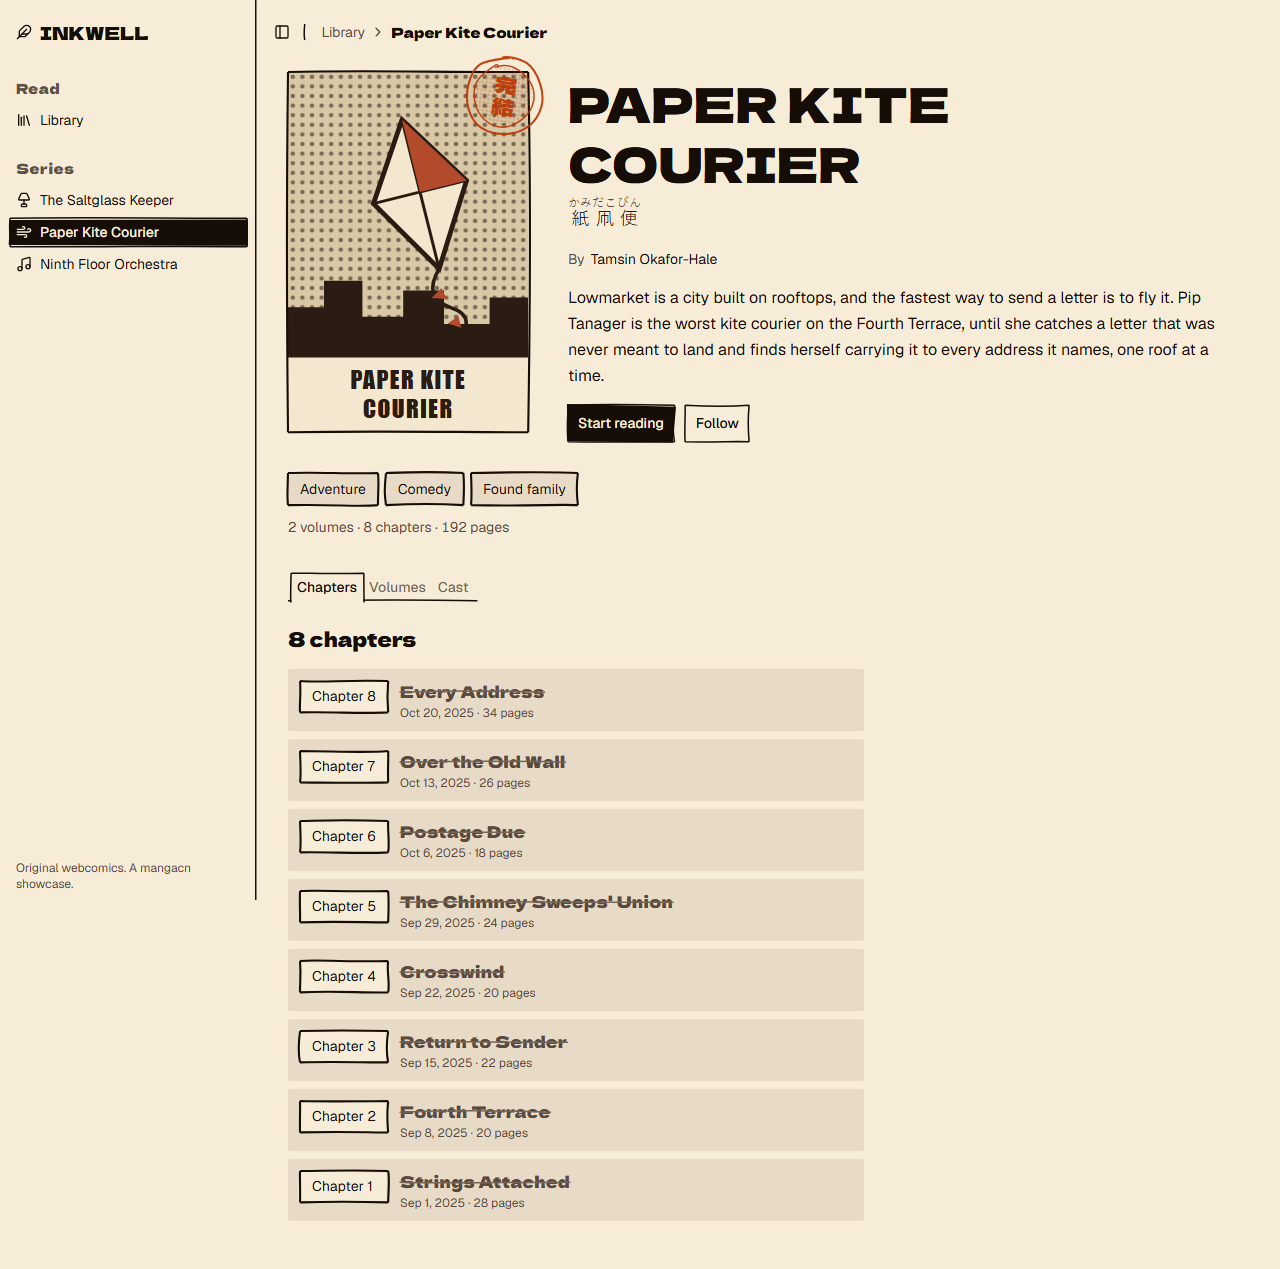 INKWELL
Read
Library
Series
The Saltglass Keeper
Paper Kite Courier
Ninth Floor Orchestra
Original webcomics. A mangacn
showcase.
Library > Paper Kite Courier
完
結
PAPER KITE
COURIER
PAPER KITE
COURIER
かみだこびん
紙凧便
By Tamsin Okafor-Hale
Lowmarket is a city built on rooftops, and the fastest way to send a letter is to fly it. Pip
Tanager is the worst kite courier on the Fourth Terrace, until she catches a letter that was
never meant to land and finds herself carrying it to every address it names, one roof at a
time.
Start reading Follow
Adventure Comedy Found family
2 volumes · 8 chapters · 192 pages
Chapters Volumes Cast
8 chapters
Chapter 8 Every Address
Oct 20, 2025 · 34 pages
Chapter 7 Over the Old Wall
Oct 13, 2025 · 26 pages
Chapter 6 Postage Due
Oct 6, 2025 · 18 pages
Chapter 5 The Chimney Sweeps' Union
Sep 29, 2025 · 24 pages
Chapter 4 Crosswind
Sep 22, 2025 · 20 pages
Chapter 3 Return to Sender
Sep 15, 2025 · 22 pages
Chapter 2 Fourth Terrace
Sep 8, 2025 · 20 pages
Chapter 1 Strings Attached
Sep 1, 2025 · 28 pages